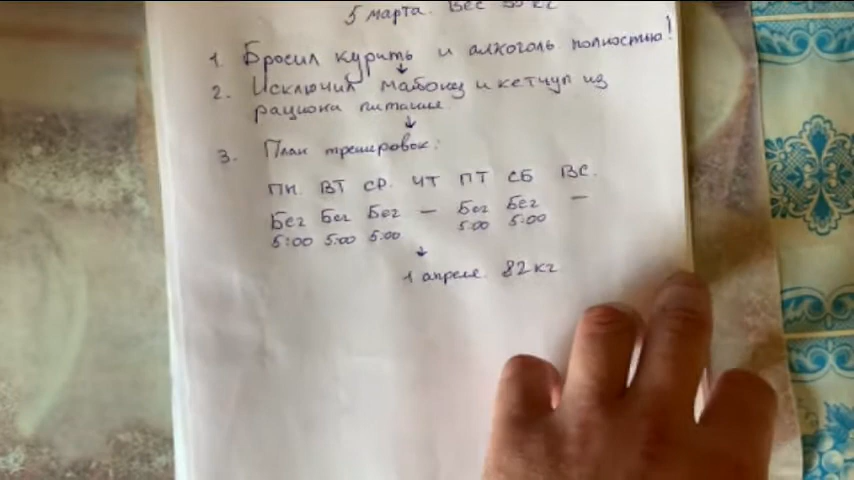 5 марта. Вес кг
1. Бросил курить и алкоголь полностью!
↓
2. Исключил майонез и кетчуп из
рациона питания.
↓
3. План тренировок:
ПН. ВТ СР. ЧТ ПТ СБ ВС.
Бег Бег Бег — Бег Бег —
5:00 5:00 5:00 5:00 5:00
↓
1 апреля. 82 кг